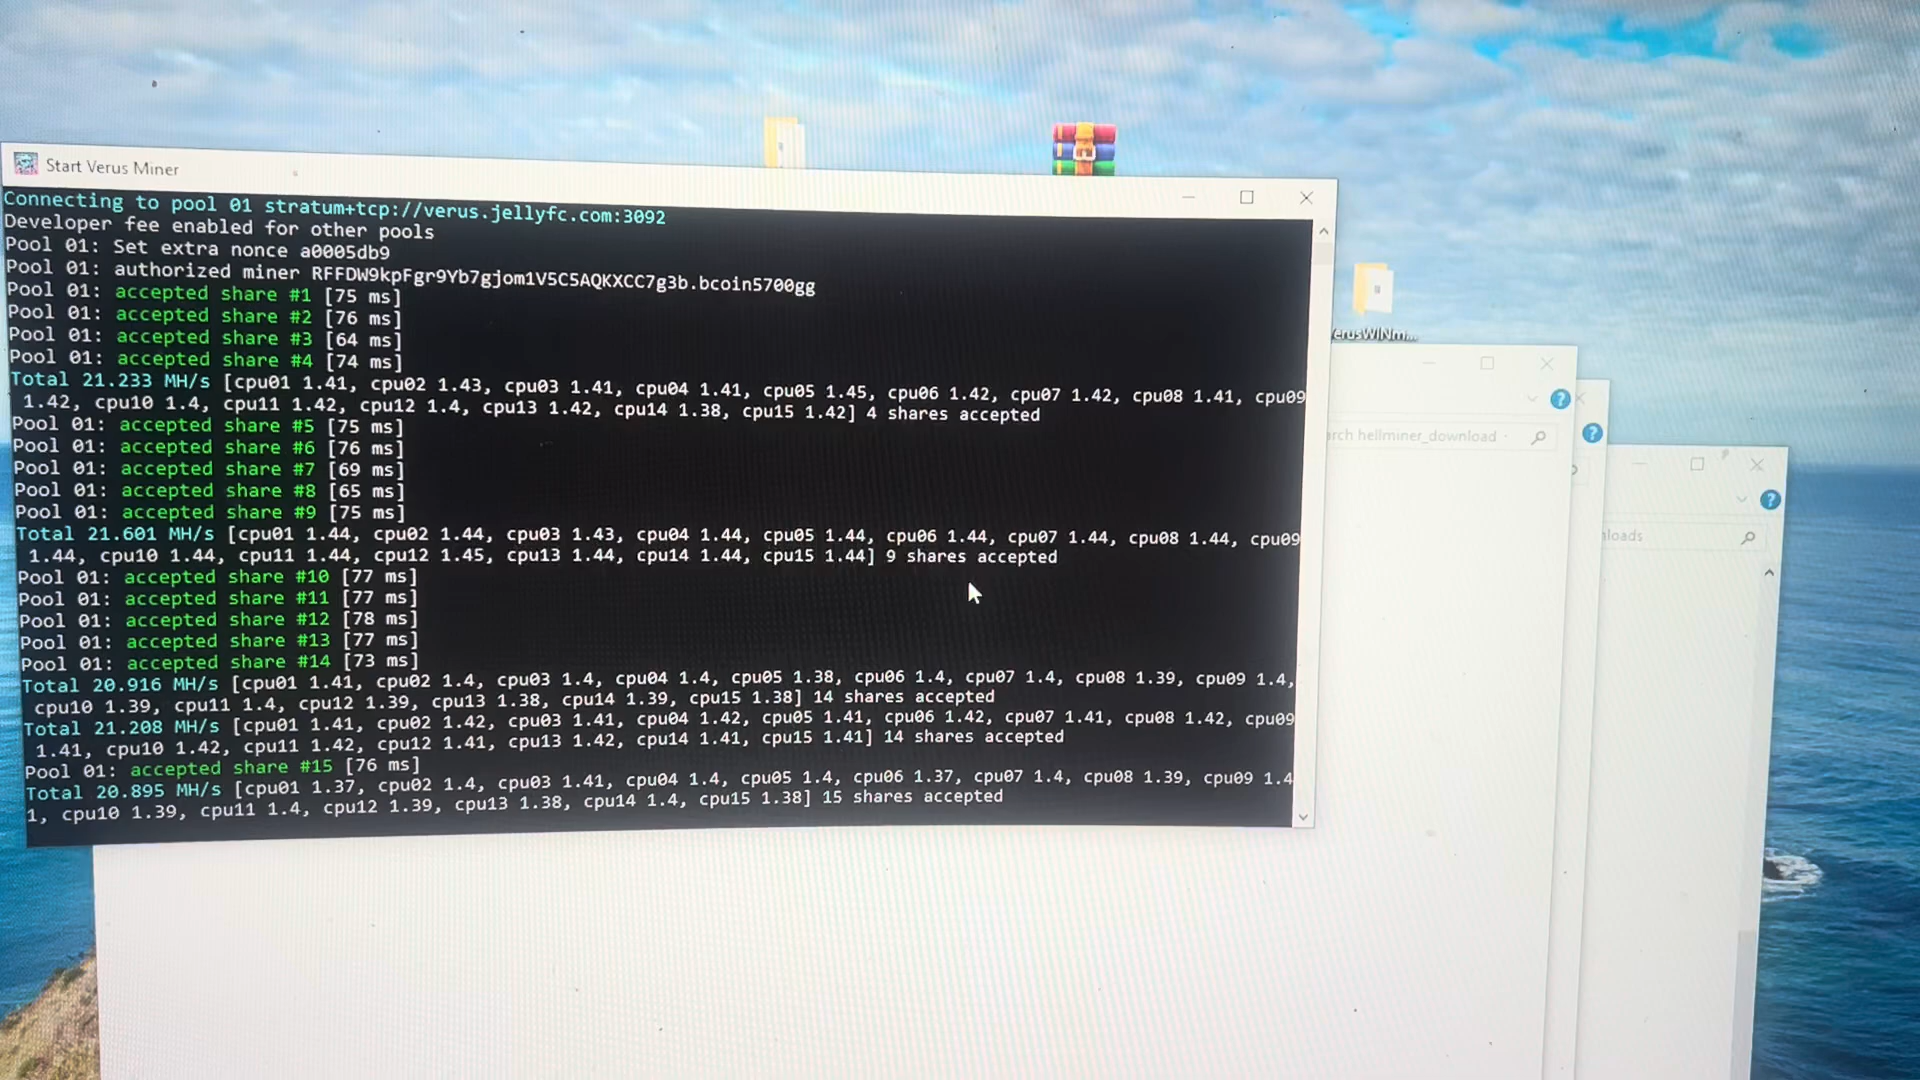 Start Verus Miner
Connecting to pool 01 stratum+tcp://verus.jellyfc.com:3092
Developer fee enabled for other pools
Pool 01: Set extra nonce a0005db9
Pool 01: authorized miner RFFDW9kpFgr9Yb7gjom1V5C5AQKXCC7g3b.bcoin5700gg
Pool 01: accepted share #1 [75 ms]
Pool 01: accepted share #2 [76 ms]
Pool 01: accepted share #3 [64 ms]
Pool 01: accepted share #4 [74 ms]
Total 21.233 MH/s [cpu01 1.41, cpu02 1.43, cpu03 1.41, cpu04 1.41, cpu05 1.45, cpu06 1.42, cpu07 1.42, cpu08 1.41, cpu09
1.42, cpu10 1.4, cpu11 1.42, cpu12 1.4, cpu13 1.42, cpu14 1.38, cpu15 1.42] 4 shares accepted
Pool 01: accepted share #5 [75 ms]
Pool 01: accepted share #6 [76 ms]
Pool 01: accepted share #7 [69 ms]
Pool 01: accepted share #8 [65 ms]
Pool 01: accepted share #9 [75 ms]
Total 21.601 MH/s [cpu01 1.44, cpu02 1.44, cpu03 1.43, cpu04 1.44, cpu05 1.44, cpu06 1.44, cpu07 1.44, cpu08 1.44, cpu09
1.44, cpu10 1.44, cpu11 1.44, cpu12 1.45, cpu13 1.44, cpu14 1.44, cpu15 1.44] 9 shares accepted
Pool 01: accepted share #10 [77 ms]
Pool 01: accepted share #11 [77 ms]
Pool 01: accepted share #12 [78 ms]
Pool 01: accepted share #13 [77 ms]
Pool 01: accepted share #14 [73 ms]
Total 20.916 MH/s [cpu01 1.41, cpu02 1.4, cpu03 1.4, cpu04 1.4, cpu05 1.38, cpu06 1.4, cpu07 1.4, cpu08 1.39, cpu09 1.4,
cpu10 1.39, cpu11 1.4, cpu12 1.39, cpu13 1.38, cpu14 1.39, cpu15 1.38] 14 shares accepted
Total 21.208 MH/s [cpu01 1.41, cpu02 1.42, cpu03 1.41, cpu04 1.42, cpu05 1.41, cpu06 1.42, cpu07 1.41, cpu08 1.42, cpu09
1.41, cpu10 1.42, cpu11 1.42, cpu12 1.41, cpu13 1.42, cpu14 1.41, cpu15 1.41] 14 shares accepted
Pool 01: accepted share #15 [76 ms]
Total 20.895 MH/s [cpu01 1.37, cpu02 1.4, cpu03 1.41, cpu04 1.4, cpu05 1.4, cpu06 1.37, cpu07 1.4, cpu08 1.39, cpu09 1.4
1, cpu10 1.39, cpu11 1.4, cpu12 1.39, cpu13 1.38, cpu14 1.4, cpu15 1.38] 15 shares accepted
erusWINm...
rch hellminer_download
loads